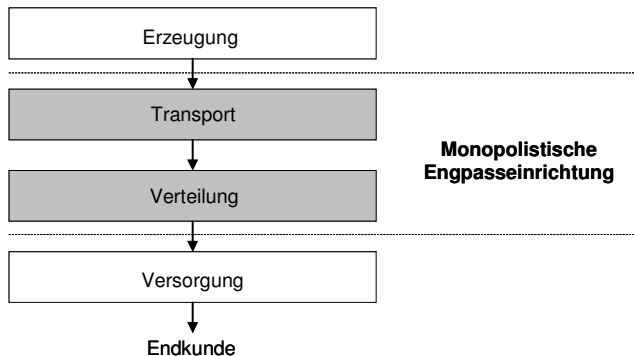 Erzeugung
Transport
Monopolistische
Engpasseinrichtung
Verteilung
Versorgung
Endkunde